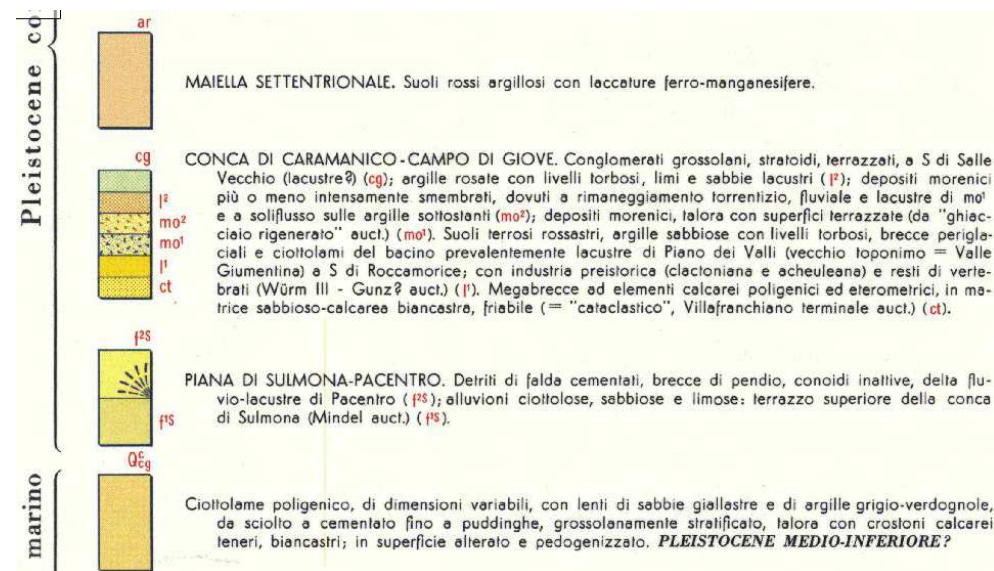 Pleistocene co
ar
MAIELLA SETTENTRIONALE. Suoli rossi argillosi con laccature ferro-manganesifere.
cg
l²
mo²
mo¹
l¹
ct
CONCA DI CARAMANICO-CAMPO DI GIOVE. Conglomerati grossolani, stratoidi, terrazzati, a S di Salle
Vecchio (lacustre?) (cg); argille rosate con livelli torbosi, limi e sabbie lacustri (l²); depositi morenici
più o meno intensamente smembrati, dovuti a rimaneggiamento torrentizio, fluviale e lacustre di mo¹
e a soliflusso sulle argille sottostanti (mo²); depositi morenici, talora con superfici terrazzate (da "ghiac-
ciaio rigenerato" auct.) (mo¹). Suoli terrosi rossastri, argille sabbiose con livelli torbosi, brecce perigla-
ciali e ciottolami del bacino prevalentemente lacustre di Piano dei Valli (vecchio toponimo = Valle
Giumentina) a S di Roccamorice; con industria preistorica (clactoniana e acheuleana) e resti di verte-
brati (Würm III - Gunz? auct.) (l¹). Megabrecce ad elementi calcarei poligenici ed eterometrici, in ma-
trice sabbioso-calcarea biancastra, friabile (= "cataclastico", Villafranchiano terminale auct.) (ct).
f²S
f¹S
PIANA DI SULMONA-PACENTRO. Detriti di falda cementati, brecce di pendio, conoidi inattive, delta flu-
vio-lacustre di Pacentro (f²S); alluvioni ciottolose, sabbiose e limose: terrazzo superiore della conca
di Sulmona (Mindel auct.) (f¹S).
marino
Qᶜcg
Ciottolame poligenico, di dimensioni variabili, con lenti di sabbie giallastre e di argille grigio-verdognole,
da sciolto a cementato fino a puddinghe, grossolanamente stratificato, talora con crostoni calcarei
teneri, biancastri; in superficie alterato e pedogenizzato. PLEISTOCENE MEDIO-INFERIORE?